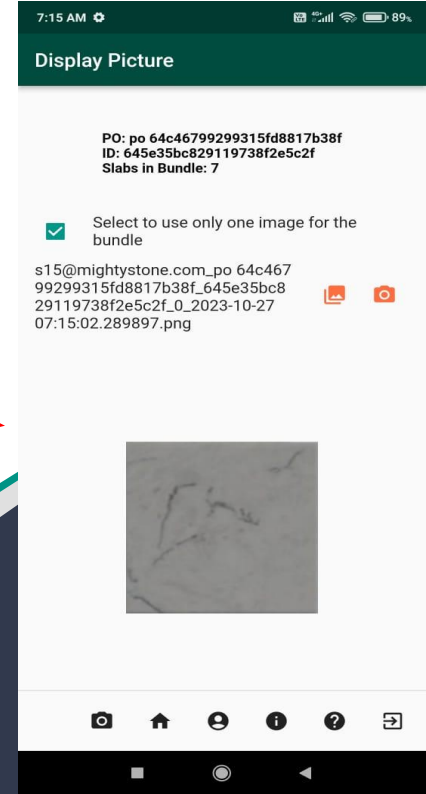 7:15 AM
89%
Display Picture
PO: po 64c46799299315fd8817b38f
ID: 645e35bc829119738f2e5c2f
Slabs in Bundle: 7
Select to use only one image for the
bundle
s15@mightystone.com_po 64c467
99299315fd8817b38f_645e35bc8
29119738f2e5c2f_0_2023-10-27
07:15:02.289897.png